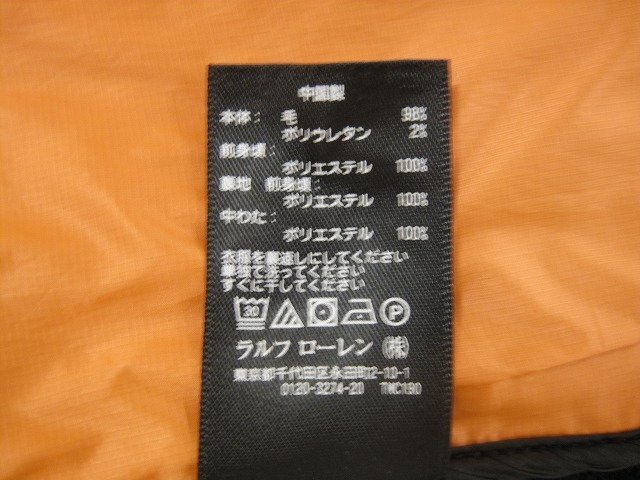 中国製
本体: 毛 98%
ポリウレタン 2%
前身頃:
ポリエステル 100%
裏地 前身頃:
ポリエステル 100%
中わた:
ポリエステル 100%
衣服を裏返しにしてください
単独で洗ってください
すぐに干してください
30 P
ラルフ ローレン (株)
東京都千代田区永田町2-10-1
0120-3274-20 TMC190